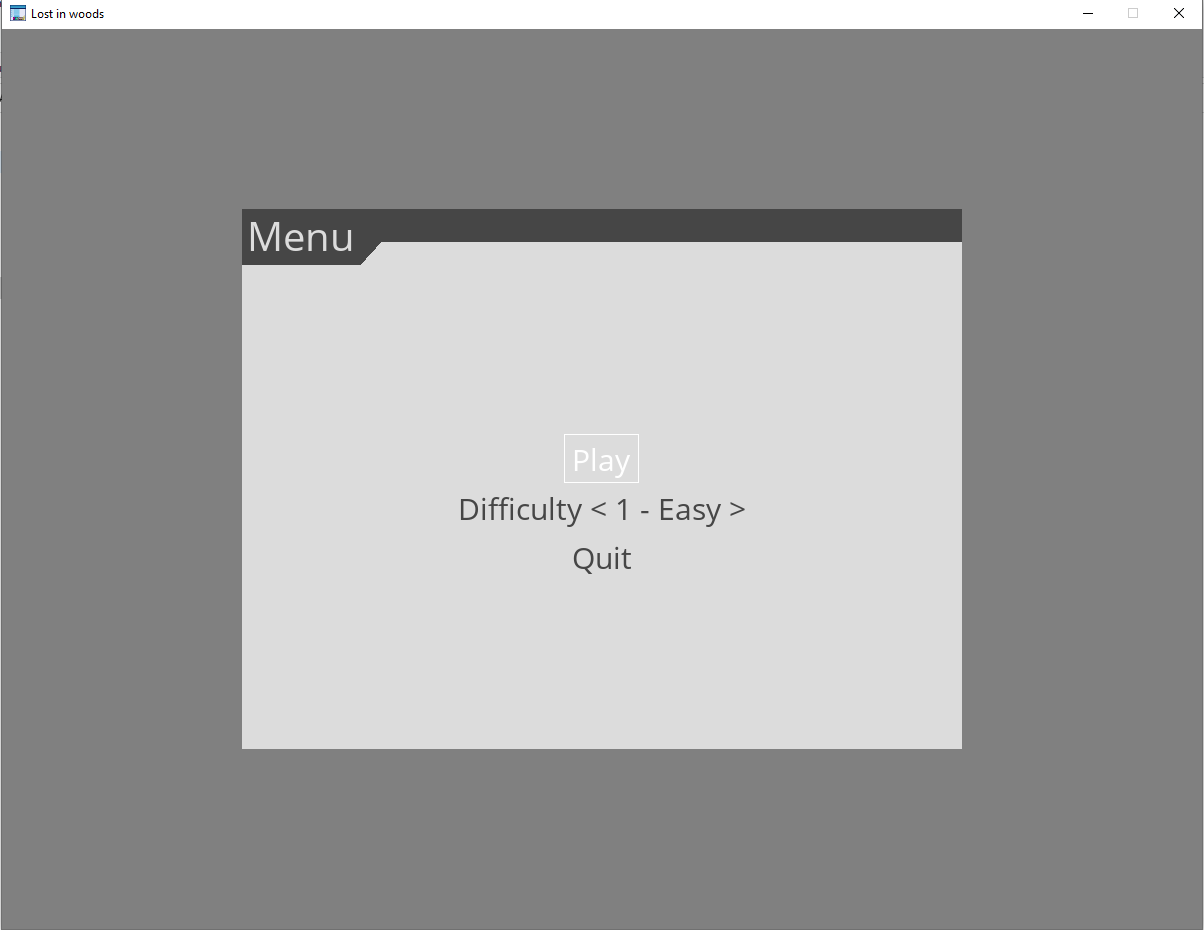 Lost in woods
Menu
Play
Difficulty < 1 - Easy >
Quit